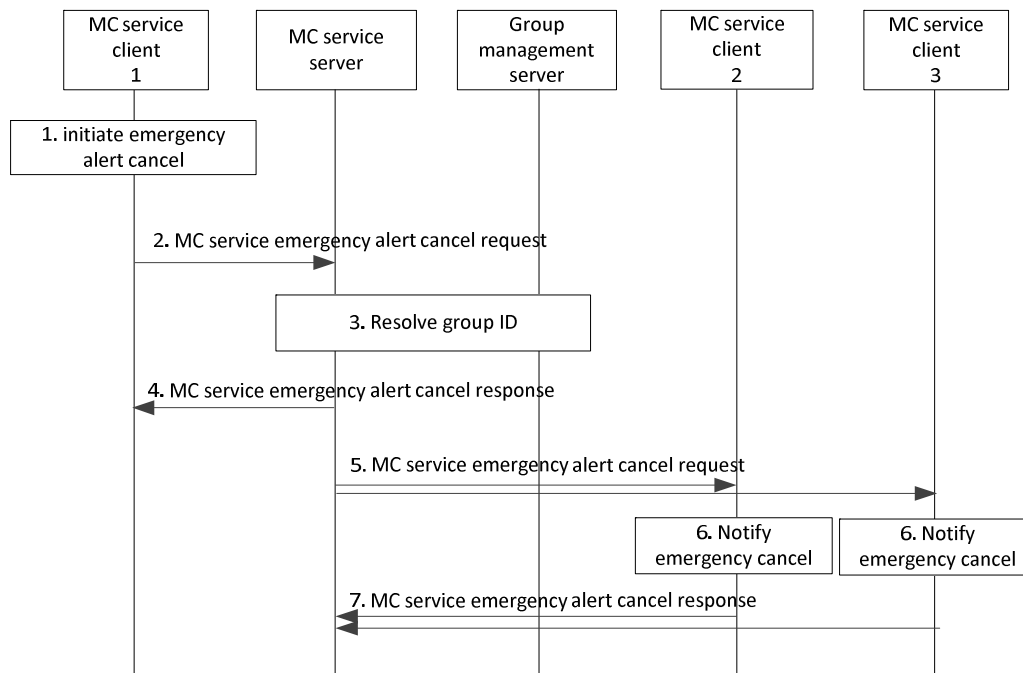 MC service
client
1
MC service
server
Group
management
server
MC service
client
2
MC service
client
3
1. initiate emergency
alert cancel
2. MC service emergency alert cancel request
3. Resolve group ID
4. MC service emergency alert cancel response
5. MC service emergency alert cancel request
6. Notify
emergency cancel
6. Notify
emergency cancel
7. MC service emergency alert cancel response